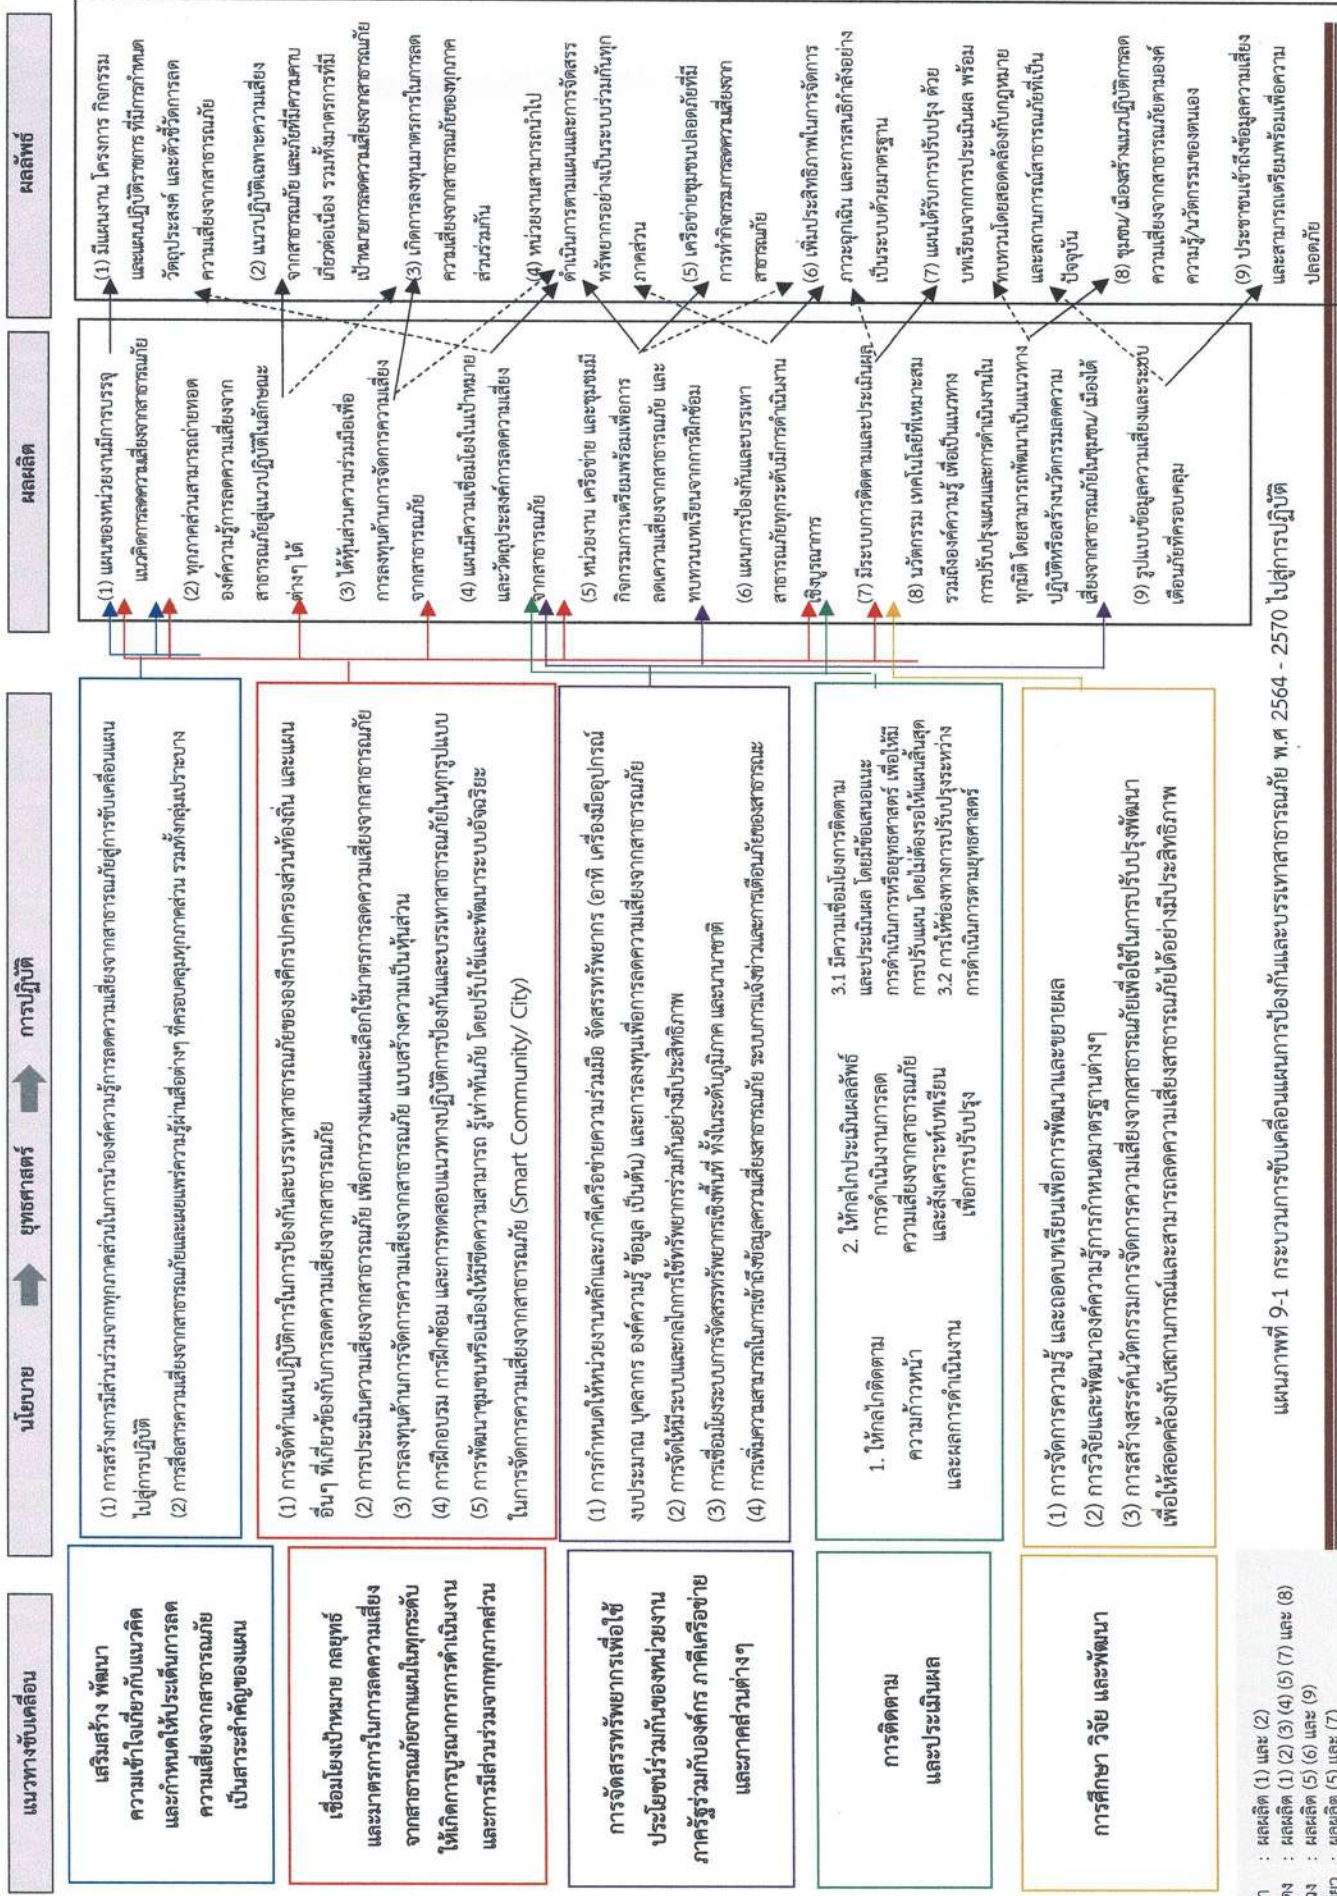 แนวทางขับเคลื่อน
นโยบาย
ยุทธศาสตร์
การปฏิบัติ
ผลผลิต
ผลลัพธ์
เสริมสร้าง พัฒนา
ความเข้าใจเกี่ยวกับแนวคิด
และกำหนดให้ประเด็นการลด
ความเสี่ยงจากสาธารณภัย
เป็นสาระสำคัญของแผน
(1) การสร้างการมีส่วนร่วมจากทุกภาคส่วนในการนำองค์ความรู้การลดความเสี่ยงจากสาธารณภัยสู่การขับเคลื่อนแผน
ไปสู่การปฏิบัติ
(2) การสื่อสารความเสี่ยงจากสาธารณภัยและเผยแพร่ความรู้ผ่านสื่อต่างๆ ที่ครอบคลุมทุกภาคส่วน รวมทั้งกลุ่มเปราะบาง
เชื่อมโยงเป้าหมาย กลยุทธ์
และมาตรการในการลดความเสี่ยง
จากสาธารณภัยจากแผนในทุกระดับ
ให้เกิดการบูรณาการการดำเนินงาน
และการมีส่วนร่วมจากทุกภาคส่วน
(1) การจัดทำแผนปฏิบัติการในการป้องกันละบรรเทาสาธารณภัยขององค์กรปกครองส่วนท้องถิ่น และแผน
อื่นๆ ที่เกี่ยวข้องกับการลดความเสี่ยงจากสาธารณภัย
(2) การประเมินความเสี่ยงจากสาธารณภัย เพื่อการวางแผนและเลือกใช้มาตรการลดความเสี่ยงจากสาธารณภัย
(3) การลงทุนด้านการจัดการความเสี่ยงจากสาธารณภัย แบบสร้างความเป็นหุ้นส่วน
(4) การฝึกอบรม การฝึกซ้อม และการทดสอบแนวทางปฏิบัติการป้องกันและบรรเทาสาธารณภัยในทุกรูปแบบ
(5) การพัฒนาชุมชนหรือเมืองให้มีขีดความสามารถ รู้เท่าทันภัย โดยปรับใช้และพัฒนาระบบอัจฉริยะ
ในการจัดการความเสี่ยงจากสาธารณภัย (Smart Community/ City)
การจัดสรรทรัพยากรเพื่อใช้
ประโยชน์ร่วมกันของหน่วยงาน
ภาครัฐร่วมกับองค์กร ภาคีเครือข่าย
และภาคส่วนต่างๆ
(1) การกำหนดให้หน่วยงานหลักและภาคีเครือข่ายความร่วมมือ จัดสรรทรัพยากร (อาทิ เครื่องมืออุปกรณ์
งบประมาณ บุคลากร องค์ความรู้ ข้อมูล เป็นต้น) และการลงทุนเพื่อการลดความเสี่ยงจากสาธารณภัย
(2) การจัดให้มีระบบและกลไกการใช้ทรัพยากรร่วมกันอย่างมีประสิทธิภาพ
(3) การเชื่อมโยงระบบการจัดสรรทรัพยากรเชิงพื้นที่ ทั้งในระดับภูมิภาค และนานาชาติ
(4) การเพิ่มความสามารถในการเข้าถึงข้อมูลความเสี่ยงสาธารณภัย ระบบการแจ้งข่าวและการเตือนภัยของสาธารณะ
การติดตาม
และประเมินผล
1. ให้กลไกติดตาม
ความก้าวหน้า
และผลการดำเนินงาน
2. ให้กลไกประเมินผลลัพธ์
การดำเนินงานการลด
ความเสี่ยงจากสาธารณภัย
และสังเคราะห์บทเรียน
เพื่อการปรับปรุง
3.1 มีความเชื่อมโยงการติดตาม
และประเมินผล โดยมีข้อเสนอแนะ
การดำเนินการหรือยุทธศาสตร์ เพื่อให้มี
การปรับแผน โดยไม่ต้องรอให้แผนสิ้นสุด
3.2 การให้ช่องทางการปรับปรุงระหว่าง
การดำเนินการตามยุทธศาสตร์
การศึกษา วิจัย และพัฒนา
(1) การจัดการความรู้ และถอดบทเรียนเพื่อการพัฒนาและขยายผล
(2) การวิจัยและพัฒนาองค์ความรู้การกำหนดมาตรฐานต่างๆ
(3) การสร้างสรรค์นวัตกรรมการจัดการความเสี่ยงจากสาธารณภัยเพื่อใช้ในการปรับปรุงพัฒนา
เพื่อให้สอดคล้องกับสถานการณ์และสามารถลดความเสี่ยงสาธารณภัยได้อย่างมีประสิทธิภาพ
(1) แผนของหน่วยงานมีการบรรจุ
แนวคิดการลดความเสี่ยงจากสาธารณภัย
(2) ทุกภาคส่วนสามารถถ่ายทอด
องค์ความรู้การลดความเสี่ยงจาก
สาธารณภัยสู่แนวปฏิบัติในลักษณะ
ต่างๆ ได้
(3) ได้หุ้นส่วนความร่วมมือเพื่อ
การลงทุนด้านการจัดการความเสี่ยง
จากสาธารณภัย
(4) แผนมีความเชื่อมโยงในเป้าหมาย
และวัตถุประสงค์การลดความเสี่ยง
จากสาธารณภัย
(5) หน่วยงาน เครือข่าย และชุมชนมี
กิจกรรมการเตรียมพร้อมเพื่อการ
ลดความเสี่ยงจากสาธารณภัย และ
ทบทวนบทเรียนจากการฝึกซ้อม
(6) แผนการป้องกันและบรรเทา
สาธารณภัยทุกระดับมีการดำเนินงาน
เชิงบูรณาการ
(7) มีระบบการติดตามและประเมินผล
(8) นวัตกรรม เทคโนโลยีที่เหมาะสม
รวมถึงองค์ความรู้ เพื่อเป็นแนวทาง
การปรับปรุงแผนและการดำเนินงานใน
ทุกมิติ โดยสามารถพัฒนาเป็นแนวทาง
ปฏิบัติหรือสร้างนวัตกรรมลดความ
เสี่ยงจากสาธารณภัยในชุมชน/ เมืองได้
(9) รูปแบบข้อมูลความเสี่ยงและระบบ
เตือนภัยที่ครอบคลุม
(1) มีแผนงาน โครงการ กิจกรรม
และแผนปฏิบัติราชการ ที่มีการกำหนด
วัตถุประสงค์ และตัวชี้วัดการลด
ความเสี่ยงจากสาธารณภัย
(2) แนวปฏิบัติเฉพาะความเสี่ยง
จากสาธารณภัย และภัยที่มีความคาบ
เกี่ยวต่อเนื่อง รวมทั้งมาตรการที่มี
เป้าหมายการลดความเสี่ยงจากสาธารณภัย
(3) เกิดการลงทุนมาตรการในการลด
ความเสี่ยงจากสาธารณภัยของทุกภาค
ส่วนร่วมกัน
(4) หน่วยงานสามารถนำไป
ดำเนินการตามแผนและการจัดสรร
ทรัพยากรอย่างเป็นระบบร่วมกันทุก
ภาคส่วน
(5) เครือข่ายชุมชนปลอดภัยที่มี
การทำกิจกรรมการลดความเสี่ยงจาก
สาธารณภัย
(6) เพิ่มประสิทธิภาพในการจัดการ
ภาวะฉุกเฉิน และการสนธิกำลังอย่าง
เป็นระบบด้วยมาตรฐาน
(7) แผนได้รับการปรับปรุง ด้วย
บทเรียนจากการประเมินผล พร้อม
ทบทวนโดยสอดคล้องกับกฎหมาย
และสถานการณ์สาธารณภัยที่เป็น
ปัจจุบัน
(8) ชุมชน/ เมืองสร้างแนวปฏิบัติการลด
ความเสี่ยงจากสาธารณภัยตามองค์
ความรู้/นวัตกรรมของตนเอง
(9) ประชาชนเข้าถึงข้อมูลความเสี่ยง
และสามารถเตรียมพร้อมเพื่อความ
ปลอดภัย
: ผลผลิต (1) และ (2)
: ผลผลิต (1) (2) (3) (4) (5) (7) และ (8)
: ผลผลิต (5) (6) และ (9)
: ผลผลิต (5) และ (7)
แผนภาพที่ 9-1 กระบวนการขับเคลื่อนแผนการป้องกันและบรรเทาสาธารณภัย พ.ศ 2564 - 2570 ไปสู่การปฏิบัติ